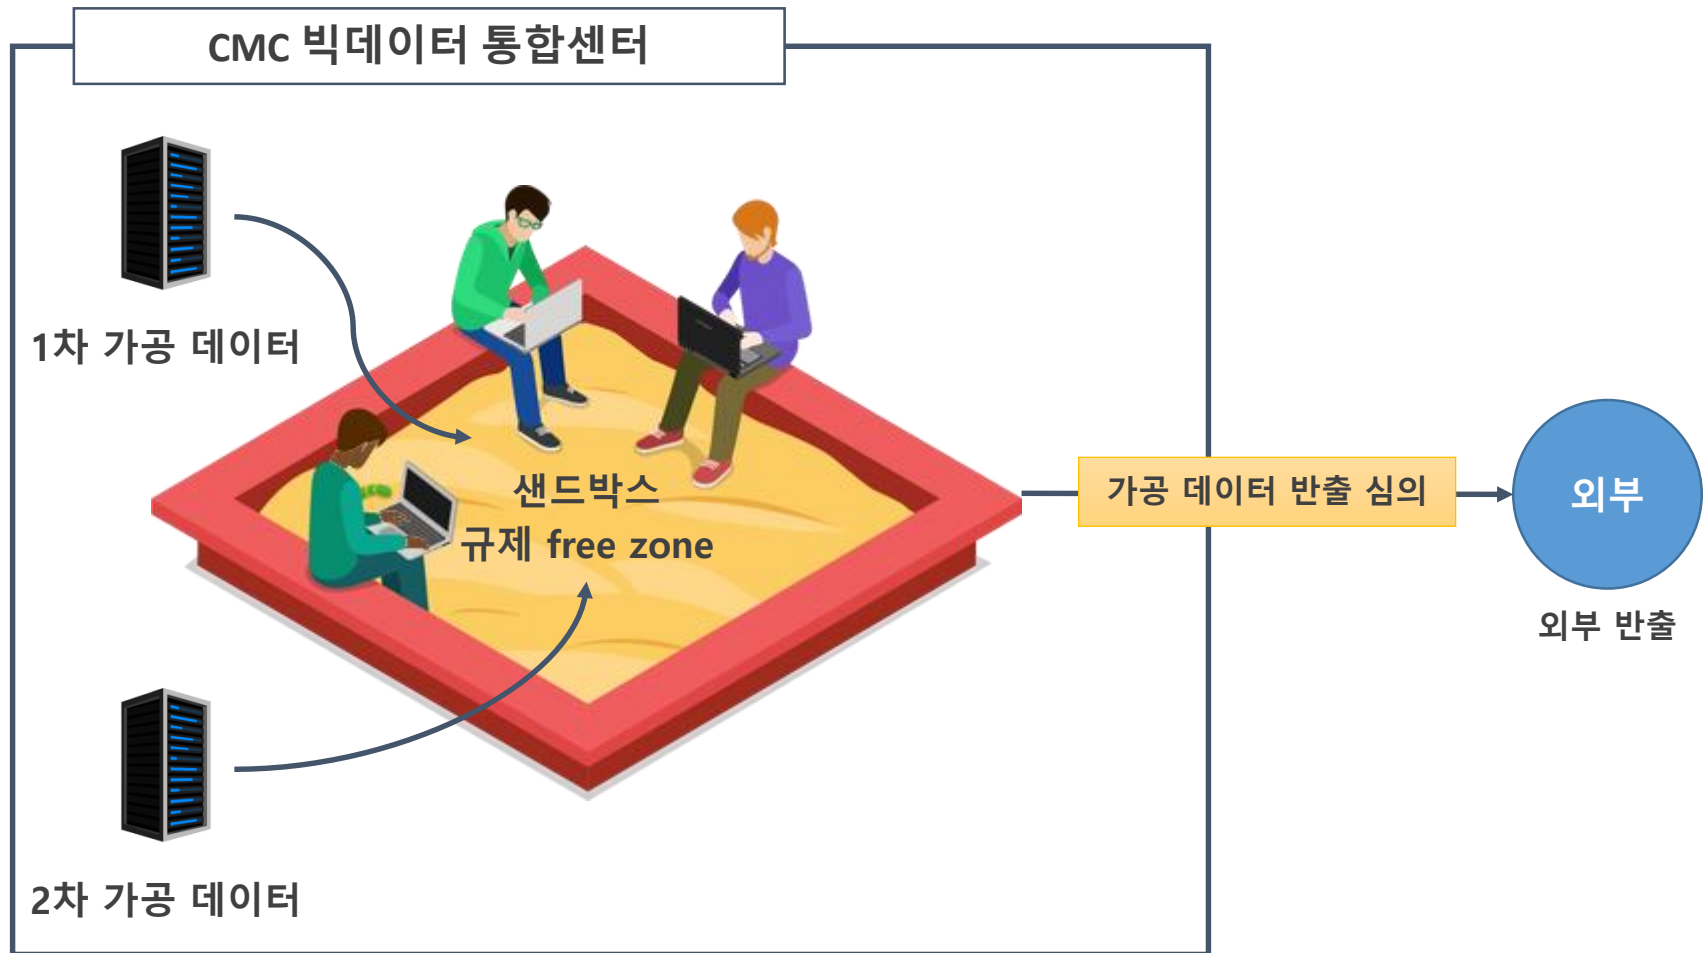 CMC 빅데이터 통합센터
1차 가공 데이터
샌드박스
규제 free zone
가공 데이터 반출 심의
외부
외부 반출
2차 가공 데이터